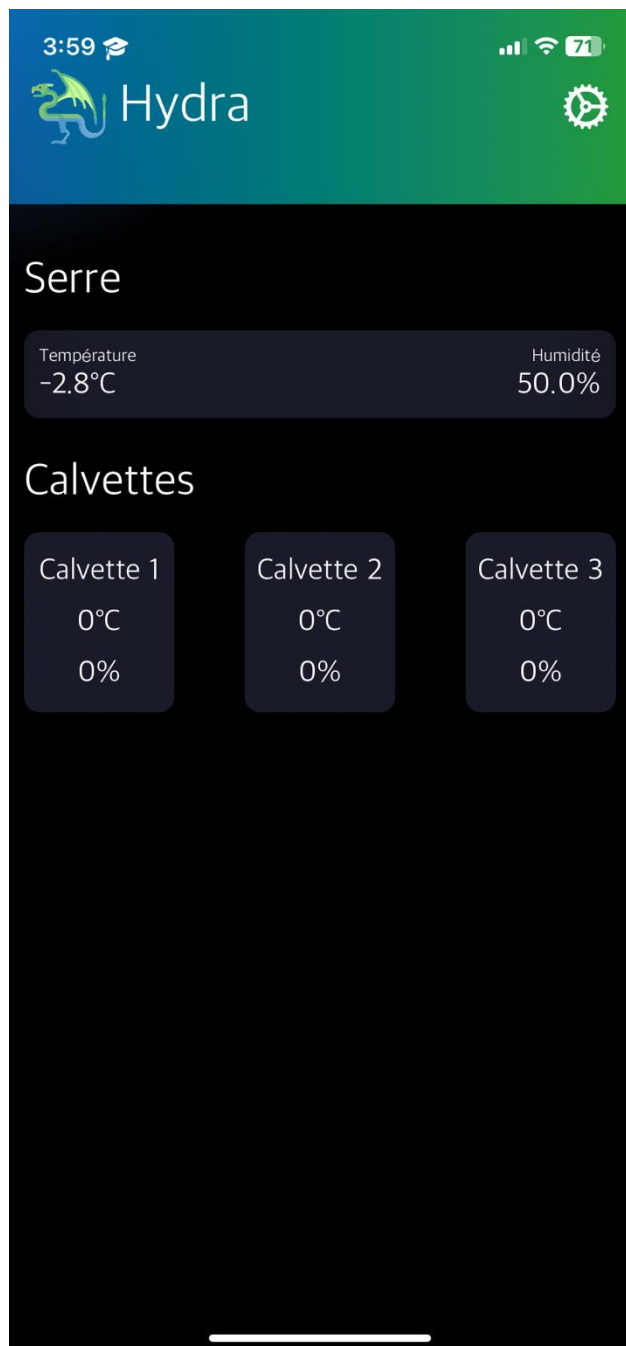 3:59 71
Hydra
Serre
Température Humidité
-2.8°C 50.0%
Calvettes
Calvette 1 Calvette 2 Calvette 3
0°C 0°C 0°C
0% 0% 0%